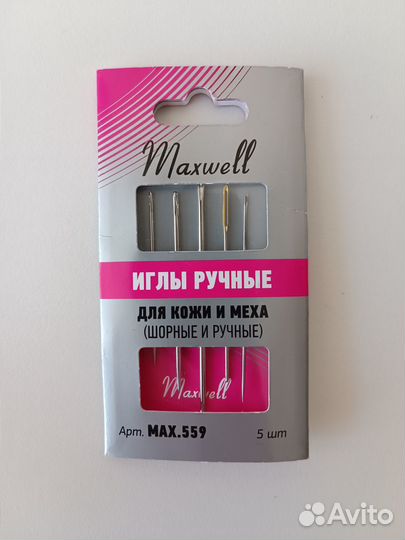 Maxwell
ИГЛЫ РУЧНЫЕ
ДЛЯ КОЖИ И МЕХА
(ШОРНЫЕ И РУЧНЫЕ)
Maxwell
Арт. MAX.559 5 шт
Avito